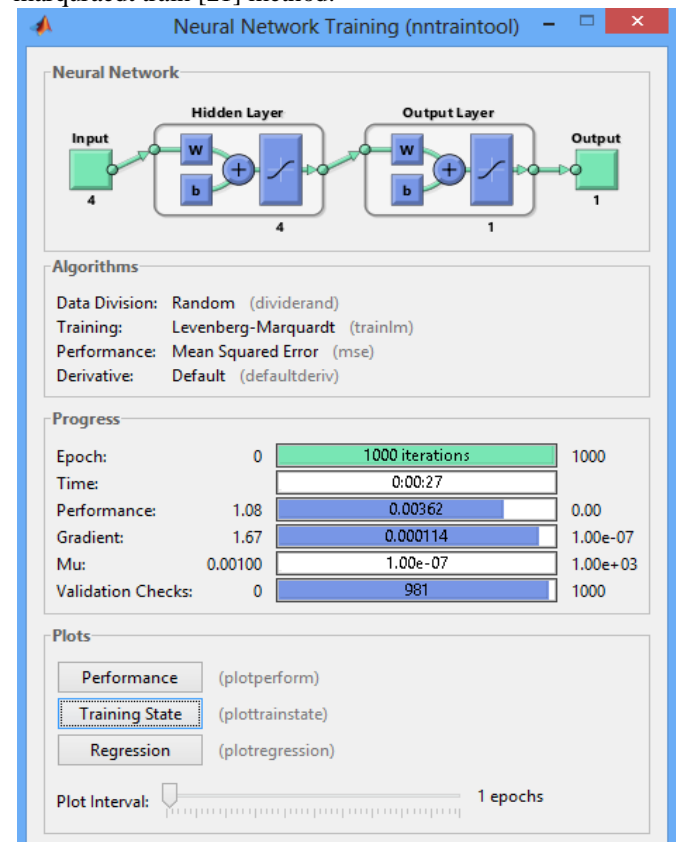 Neural Network Training (nntraintool)
Neural Network
Hidden Layer
Output Layer
Input
W
b
+
W
b
+
Output
4
4
1
1
Algorithms
Data Division: Random (dividerand)
Training: Levenberg-Marquardt (trainlm)
Performance: Mean Squared Error (mse)
Derivative: Default (defaultderiv)
Progress
Epoch: 0 1000 iterations 1000
Time: 0:00:27
Performance: 1.08 0.00362 0.00
Gradient: 1.67 0.000114 1.00e-07
Mu: 0.00100 1.00e-07 1.00e+03
Validation Checks: 0 981 1000
Plots
Performance (plotperform)
Training State (plottrainstate)
Regression (plotregression)
Plot Interval: 1 epochs